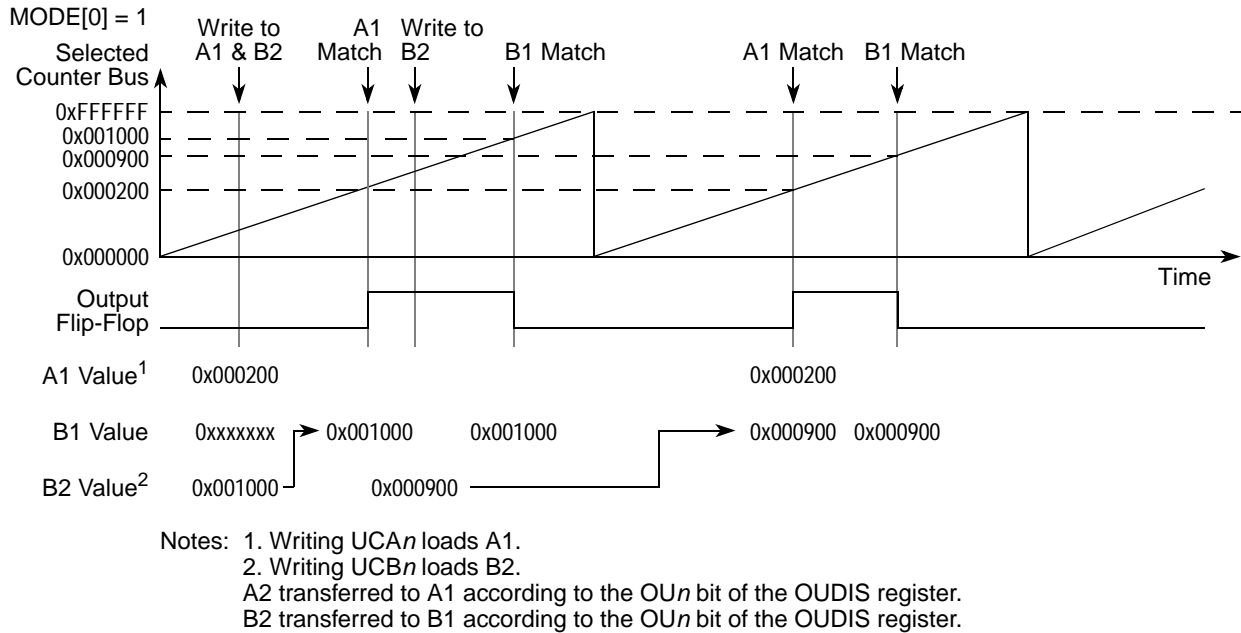 MODE[0] = 1
Write to
A1 & B2
A1
Match
Write to
B2
B1 Match
A1 Match
B1 Match
Selected
Counter Bus
0xFFFFFF
0x001000
0x000900
0x000200
0x000000
Time
Output
Flip-Flop
A1 Value1 0x000200 0x000200
B1 Value 0xxxxxxx 0x001000 0x001000 0x000900 0x000900
B2 Value2 0x001000 0x000900
Notes: 1. Writing UCAn loads A1.
2. Writing UCBn loads B2.
A2 transferred to A1 according to the OUn bit of the OUDIS register.
B2 transferred to B1 according to the OUn bit of the OUDIS register.